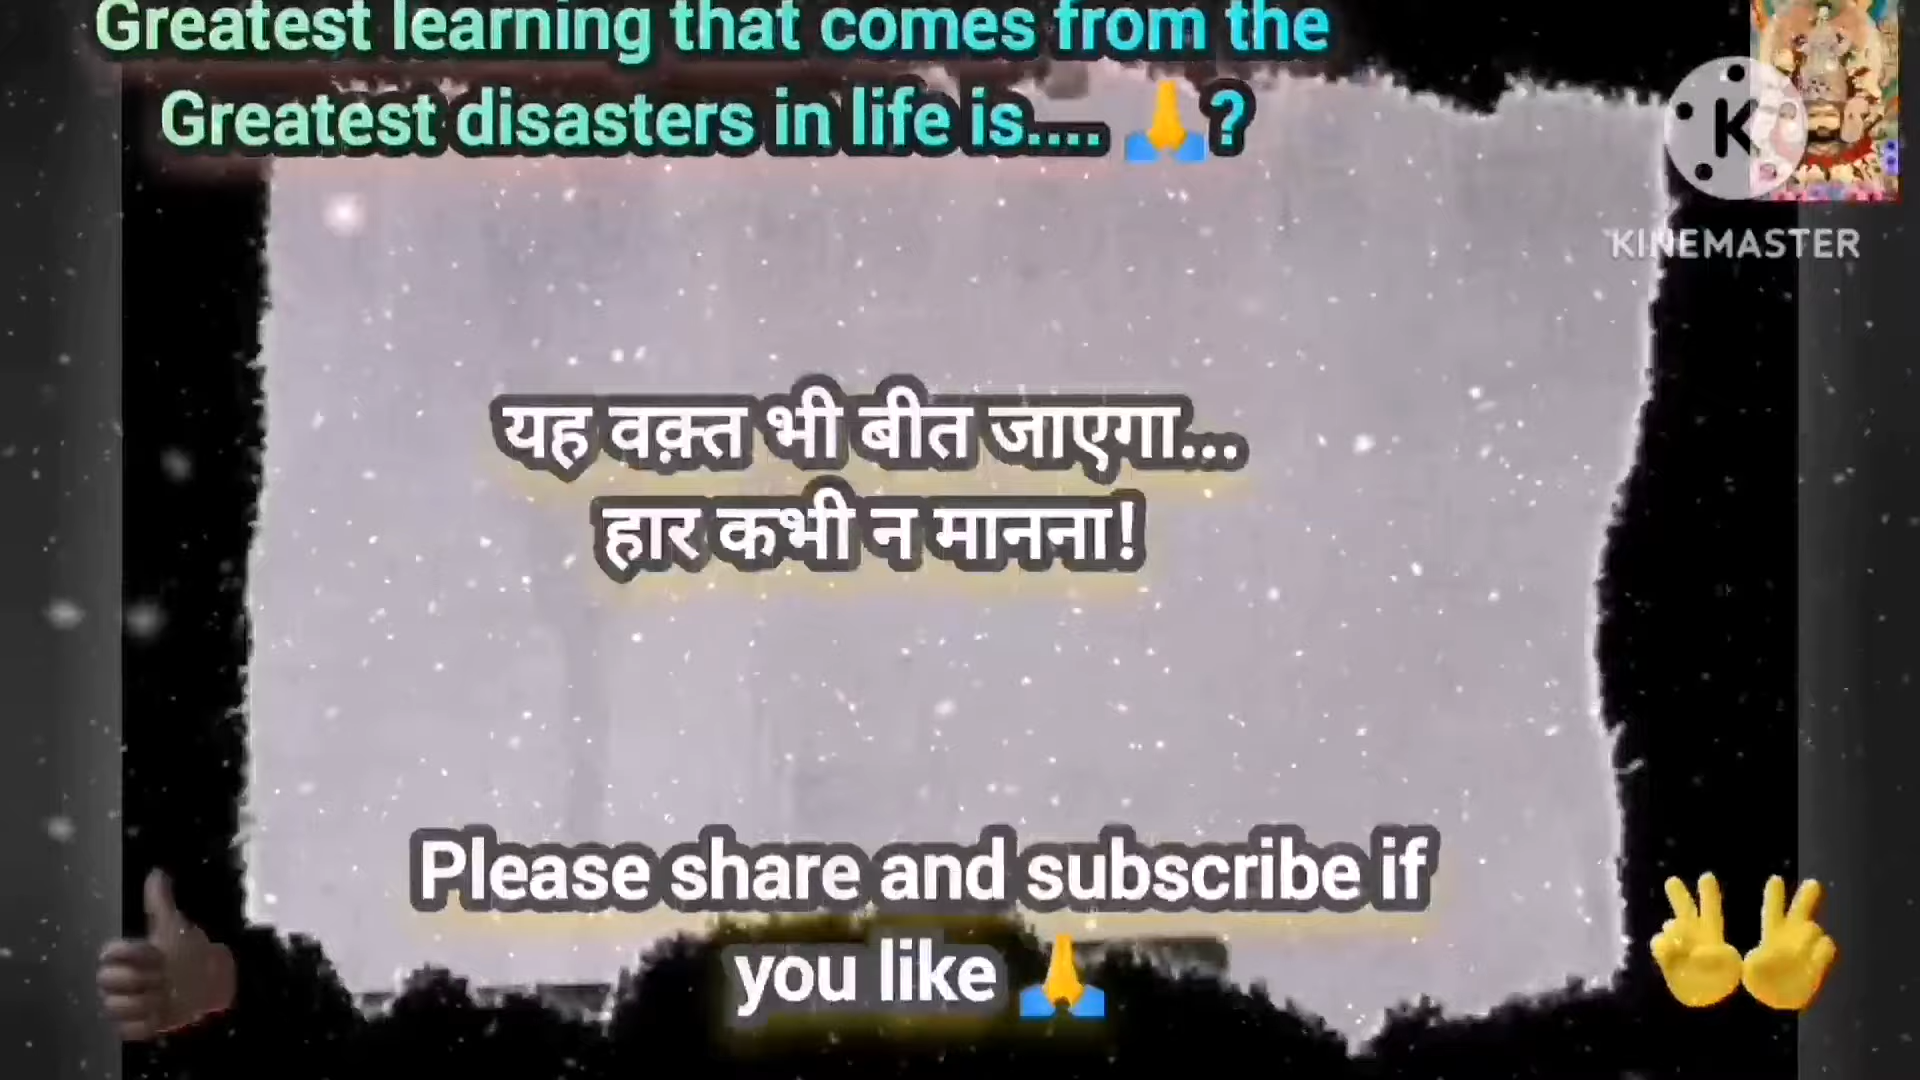 Greatest learning that comes from the
Greatest disasters in life is.... 🙏?
KINEMASTER
यह वक़्त भी बीत जाएगा...
हार कभी न मानना!
Please share and subscribe if
you like 🙏